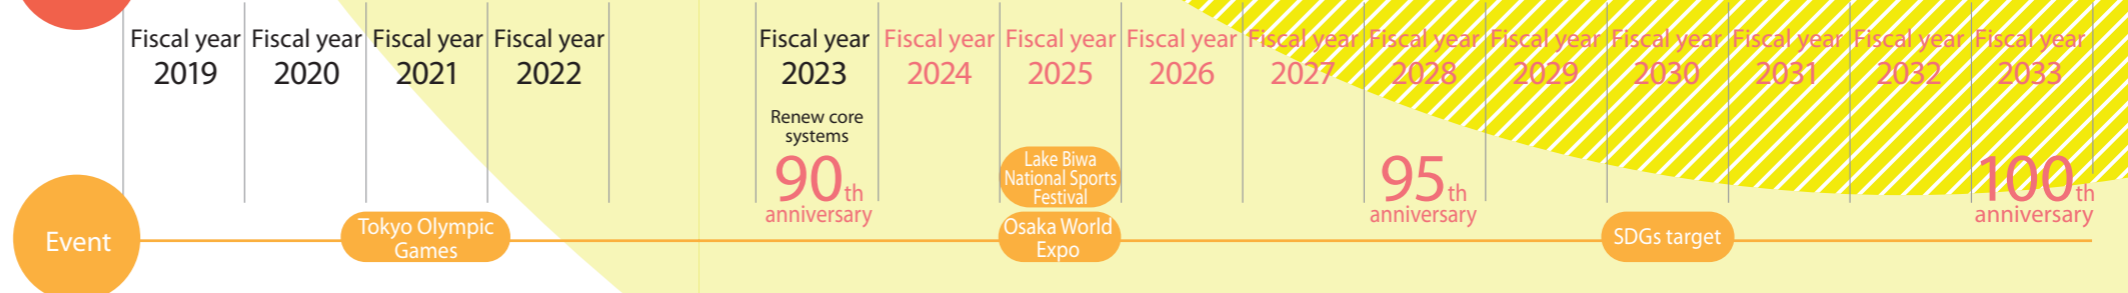 Fiscal year 2019
Fiscal year 2020
Fiscal year 2021
Fiscal year 2022
Fiscal year 2023
Fiscal year 2024
Fiscal year 2025
Fiscal year 2026
Fiscal year 2027
Fiscal year 2028
Fiscal year 2029
Fiscal year 2030
Fiscal year 2031
Fiscal year 2032
Fiscal year 2033
Renew core
systems
90th
anniversary
Lake Biwa
National Sports
Festival
95th
anniversary
100th
anniversary
Event
Tokyo Olympic
Games
Osaka World
Expo
SDGs target